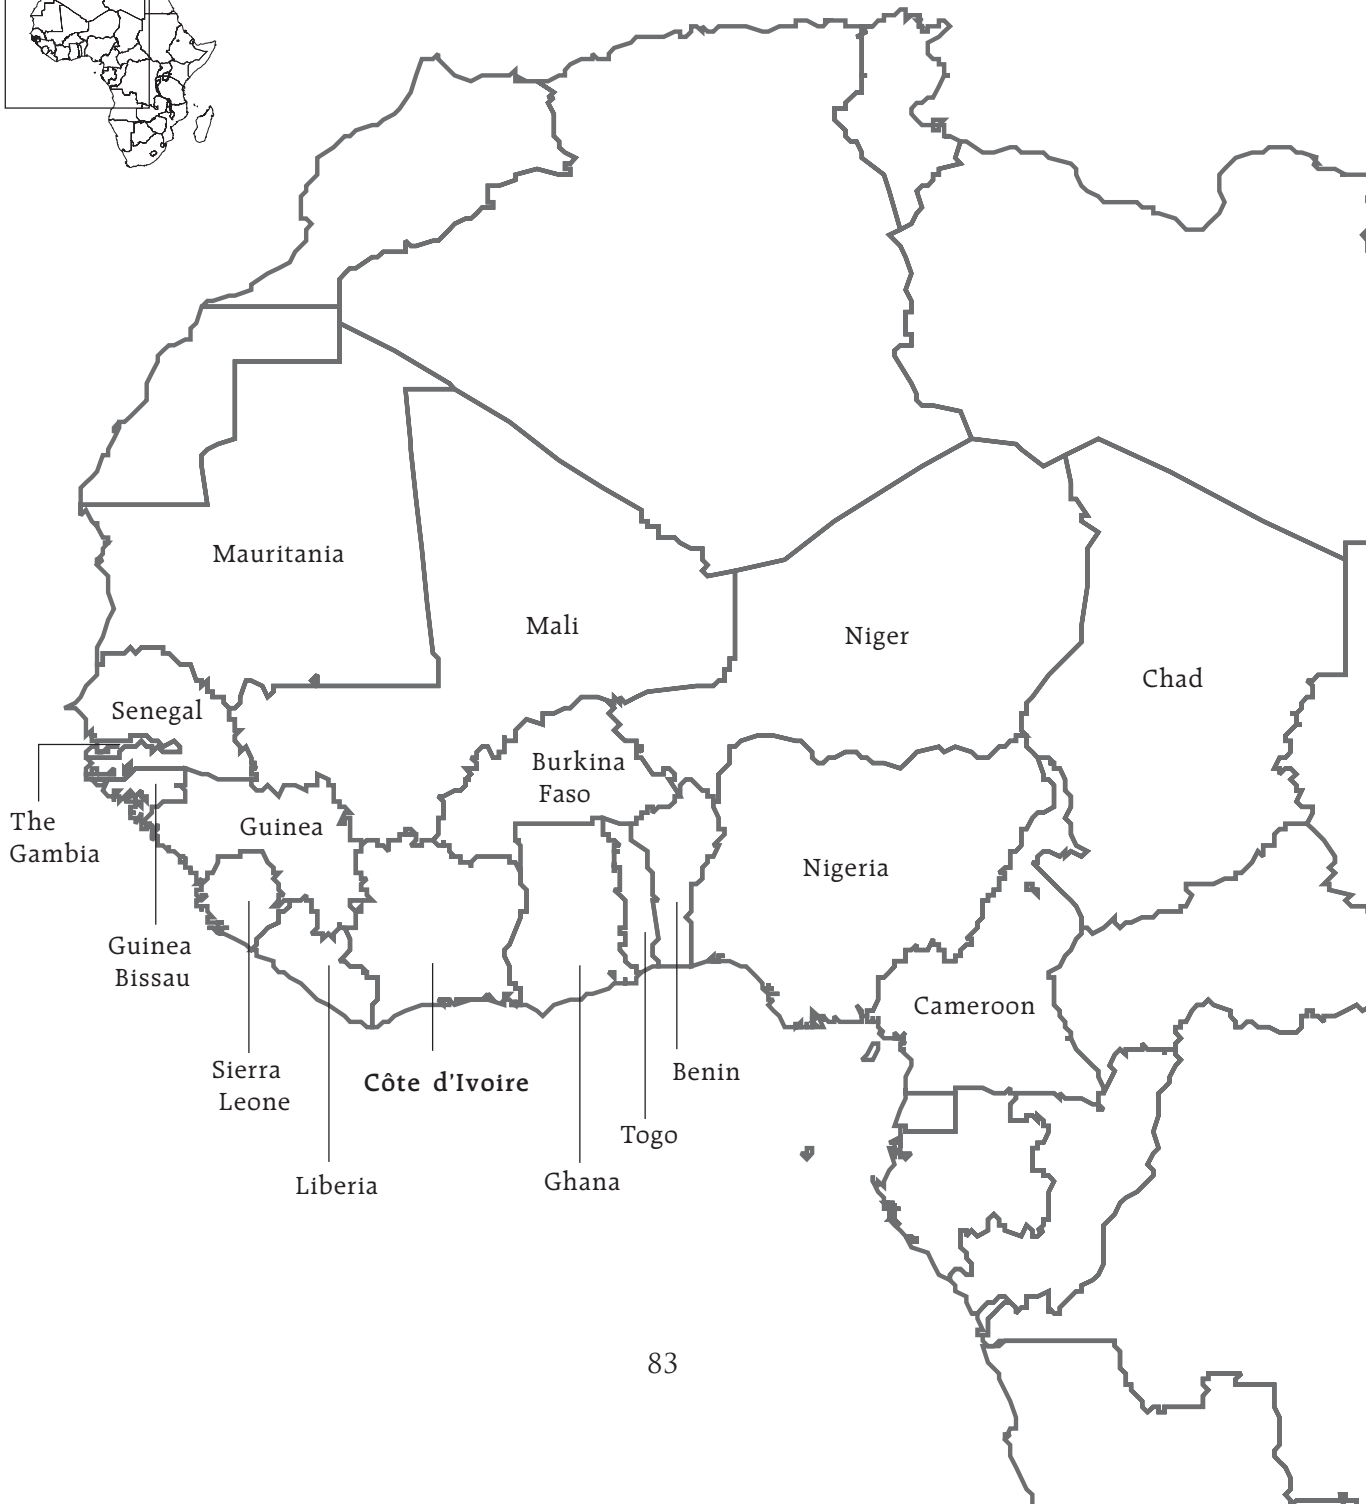 Mauritania
Mali
Niger
Chad
Senegal
Burkina
Faso
The
Gambia
Guinea
Nigeria
Guinea
Bissau
Cameroon
Sierra
Leone
Côte d'Ivoire
Benin
Togo
Liberia
Ghana
83